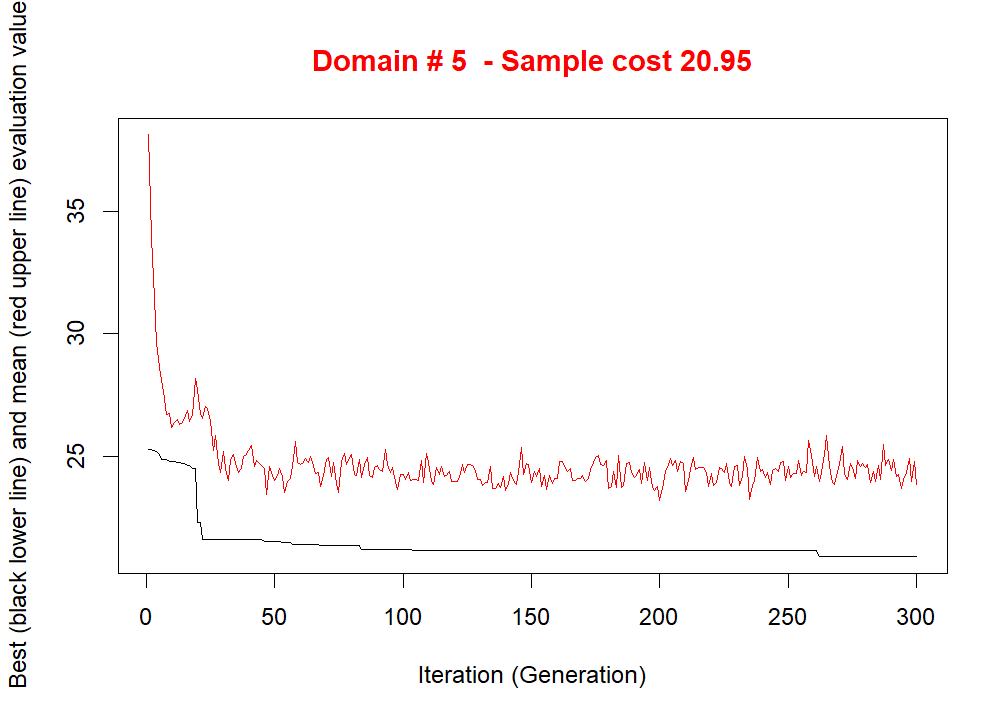 Domain # 5  - Sample cost 20.95
Best (black lower line) and mean (red upper line) evaluation value
35
30
25
0 50 100 150 200 250 300
Iteration (Generation)